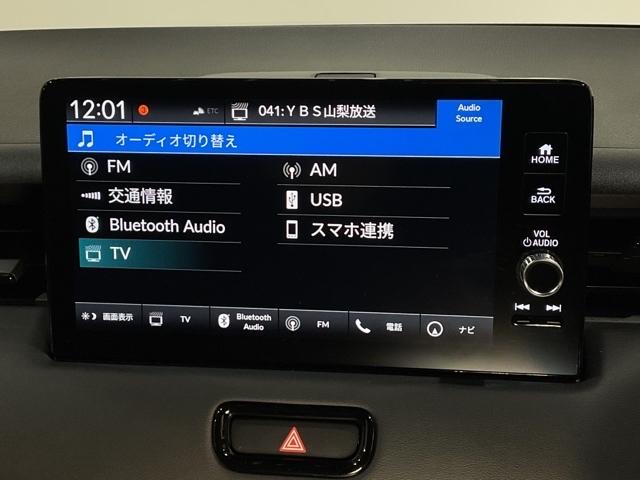 12:01
3
ETC
041:ＹＢＳ山梨放送
Audio
Source
オーディオ切り替え
FM
AM
交通情報
USB
Bluetooth Audio
スマホ連携
TV
画面表示
TV
Bluetooth
Audio
FM
電話
ナビ
HOME
BACK
VOL
AUDIO